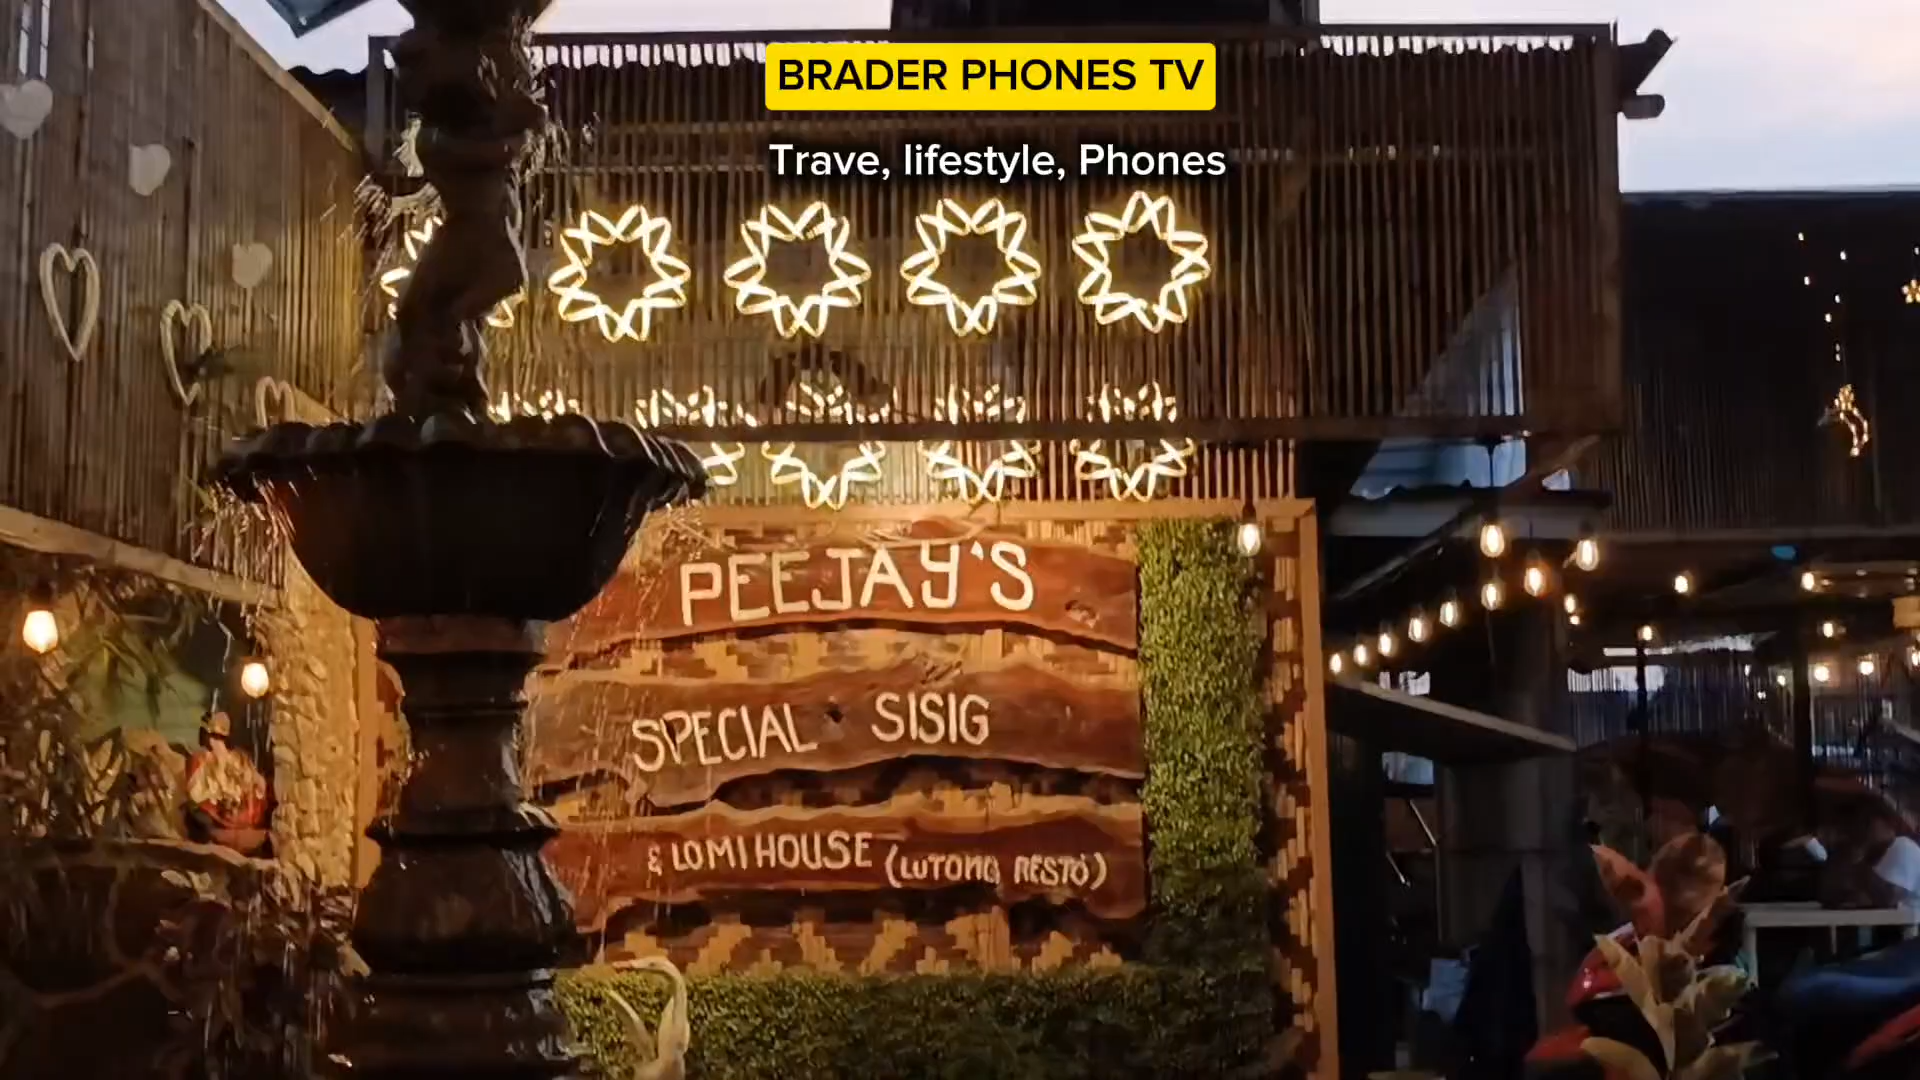 BRADER PHONES TV
Trave, lifestyle, Phones
PEEJAY'S
SPECIAL SISIG
& LOMI HOUSE (LUTONG RESTO)